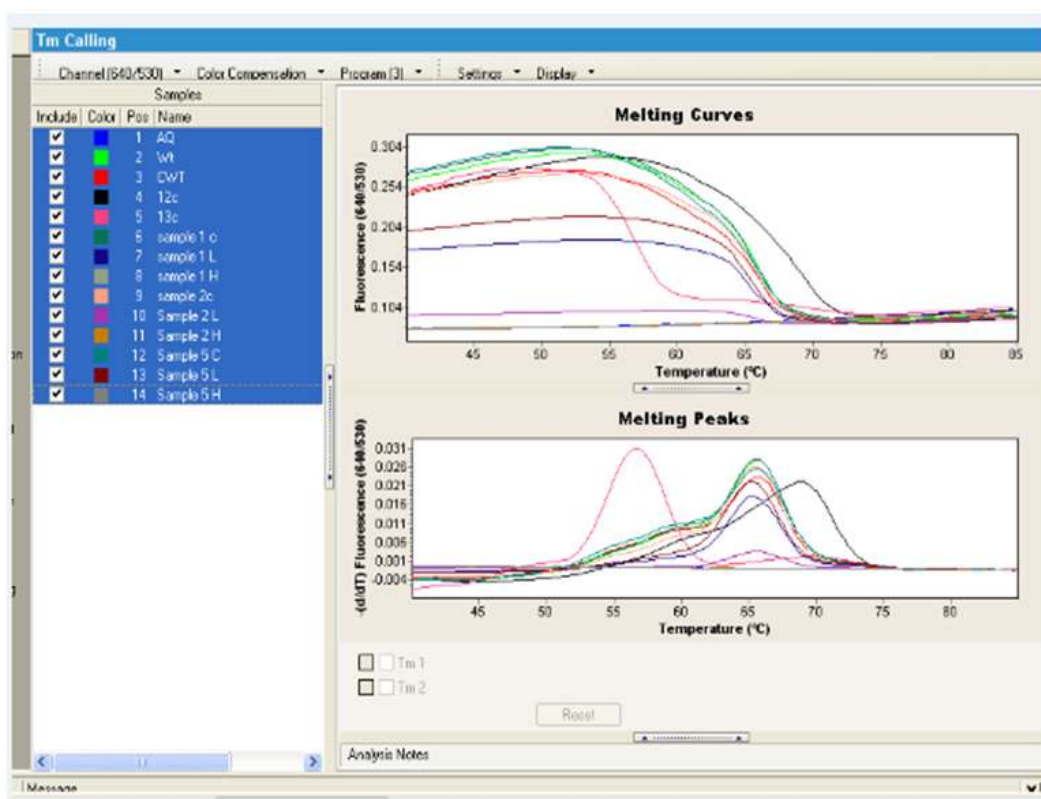 Tm Calling
Channel (640/530) Color Compensation Program (3) Settings Display
Samples
Include Color Pos Name
1 AQ
2 Wt
3 CWT
4 12c
5 13c
6 sample 1 c
7 sample 1 L
8 sample 1 H
9 sample 2c
10 Sample 2 L
11 Sample 2 H
12 Sample 5 C
13 Sample 5 L
14 Sample 5 H
Melting Curves
Fluorescence (640/530)
0.304
0.254
0.204
0.154
0.104
45 50 55 60 65 70 75 80 85
Temperature (°C)
Melting Peaks
-(d/dT) Fluorescence (640/530)
0.031
0.026
0.021
0.016
0.011
0.006
0.001
-0.004
45 50 55 60 65 70 75 80
Temperature (°C)
Tm 1
Tm 2
Reset
Analysis Notes
Message